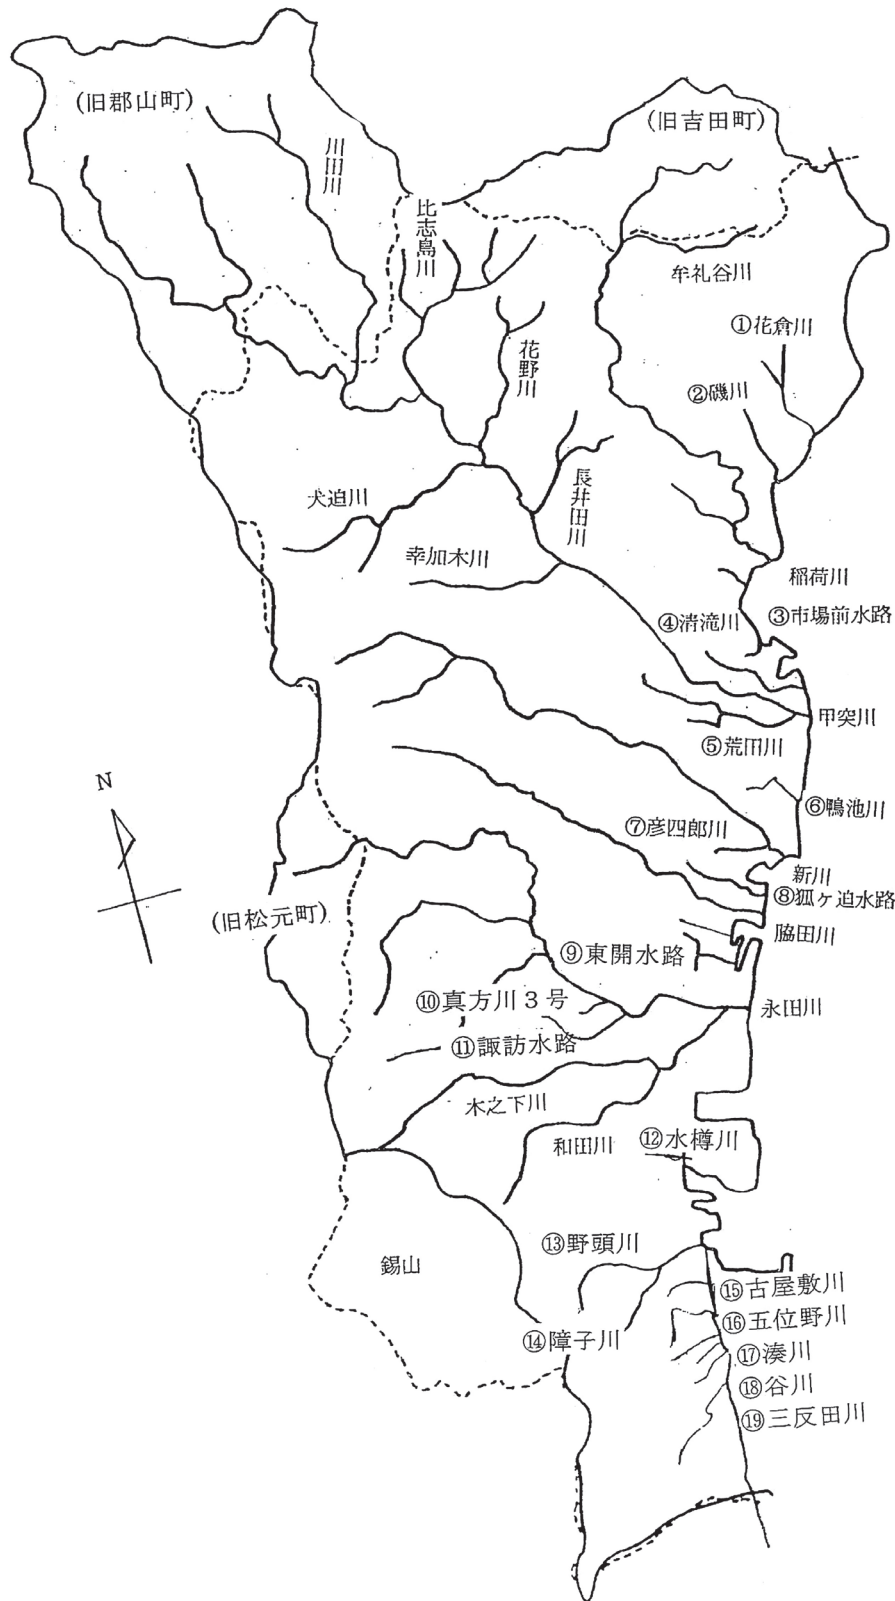 (旧郡山町)
(旧吉田町)
川田川
比志島川
牟礼谷川
①花倉川
花野川
②磯川
犬迫川
長井田川
幸加木川
稲荷川
③市場前水路
④清滝川
甲突川
⑤荒田川
N
⑥鴨池川
⑦彦四郎川
新川
⑧狐ヶ迫水路
(旧松元町)
脇田川
⑨東開水路
⑩真方川3号
永田川
⑪諏訪水路
木之下川
和田川
⑫水樽川
⑬野頭川
錫山
⑮古屋敷川
⑯五位野川
⑭障子川
⑰湊川
⑱谷川
⑲三反田川